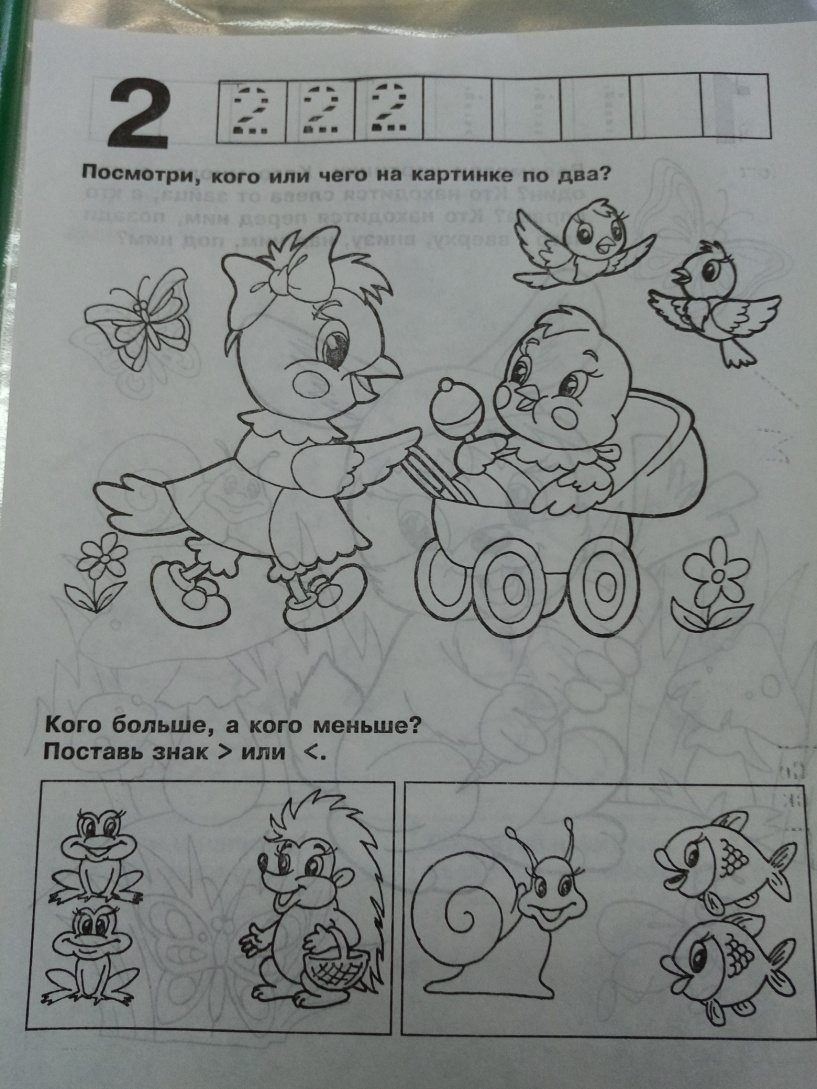 2 2 2 2
Посмотри, кого или чего на картинке по два?
Кого больше, а кого меньше?
Поставь знак > или <.